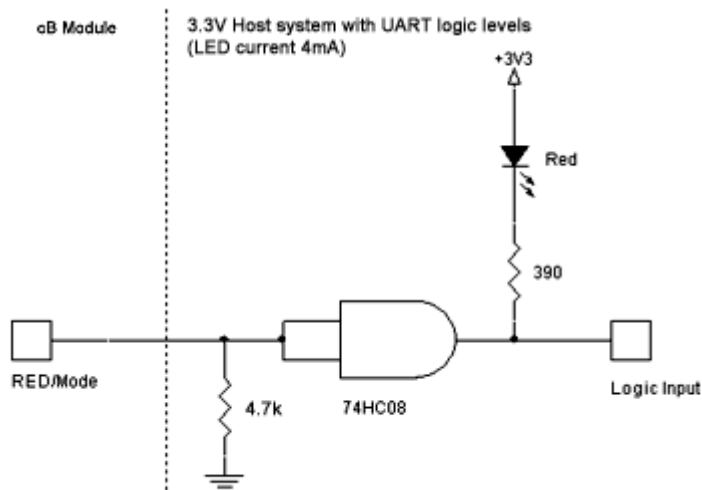 cB Module
3.3V Host system with UART logic levels
(LED current 4mA)
+3V3
Red
390
RED/Mode
4.7k
74HC08
Logic Input